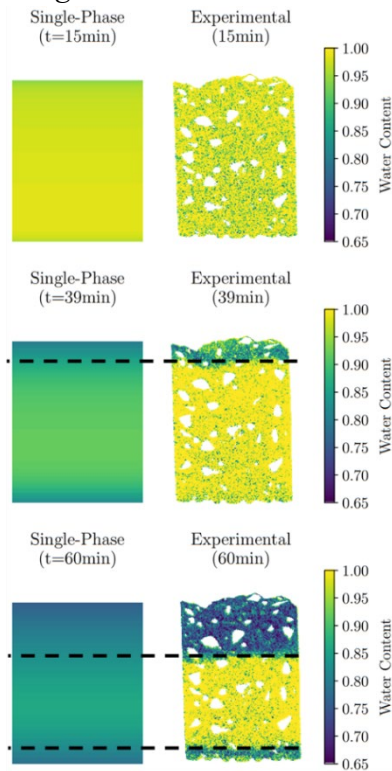 Single-Phase
(t=15min)
Experimental
(15min)
1.00
0.95
0.90
0.85
0.80
0.75
0.70
0.65
Water Content
Single-Phase
(t=39min)
Experimental
(39min)
1.00
0.95
0.90
0.85
0.80
0.75
0.70
0.65
Water Content
Single-Phase
(t=60min)
Experimental
(60min)
1.00
0.95
0.90
0.85
0.80
0.75
0.70
0.65
Water Content